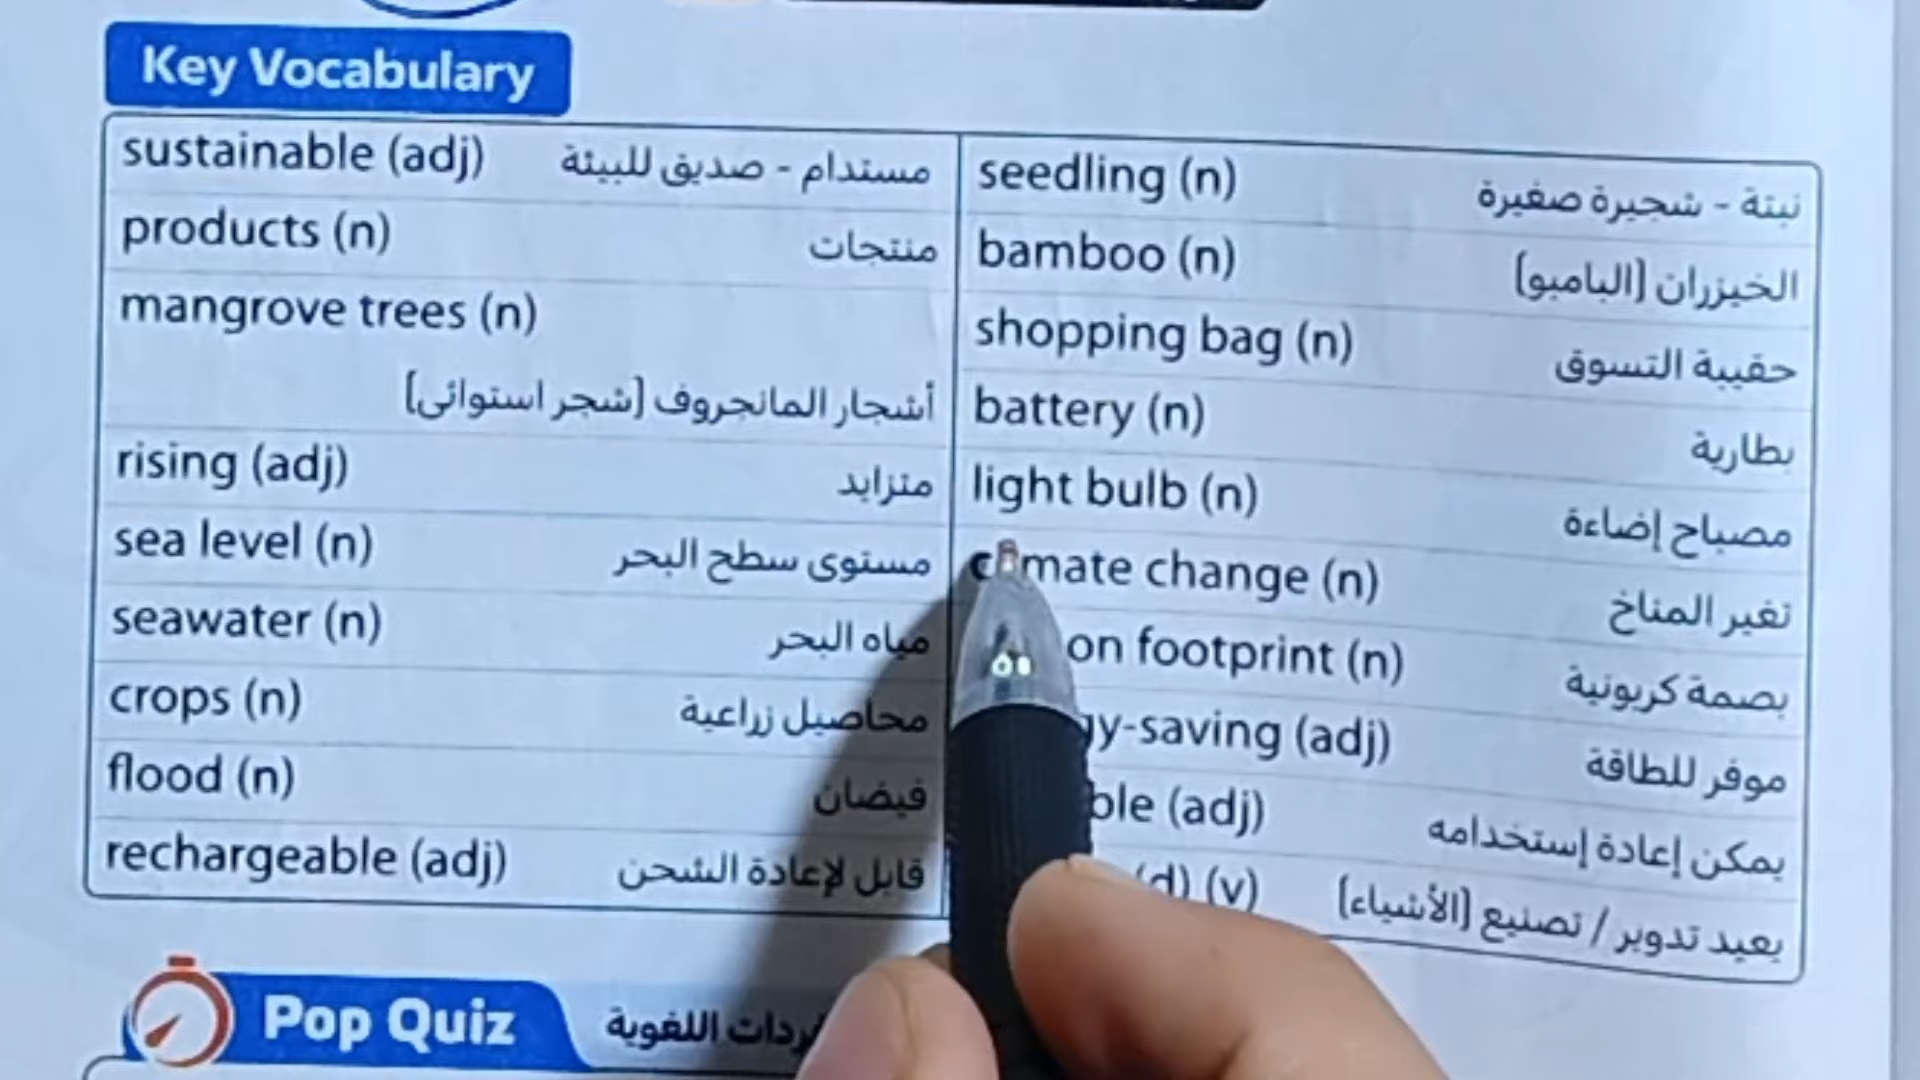 Key Vocabulary
sustainable (adj) مستدام - صديق للبيئة
products (n) منتجات
mangrove trees (n)
أشجار المانجروف [شجر استوائى]
rising (adj) متزايد
sea level (n) مستوى سطح البحر
seawater (n) مياه البحر
crops (n) محاصيل زراعية
flood (n) فيضان
rechargeable (adj) قابل لإعادة الشحن
seedling (n) نبتة - شجيرة صغيرة
bamboo (n) الخيزران [البامبو]
shopping bag (n) حقيبة التسوق
battery (n) بطارية
light bulb (n) مصباح إضاءة
climate change (n) تغير المناخ
footprint (n) بصمة كربونية
saving (adj) موفر للطاقة
(adj) يمكن إعادة إستخدامه
(d) (v) يعيد تدوير / تصنيع [الأشياء]
Pop Quiz
اللغوية